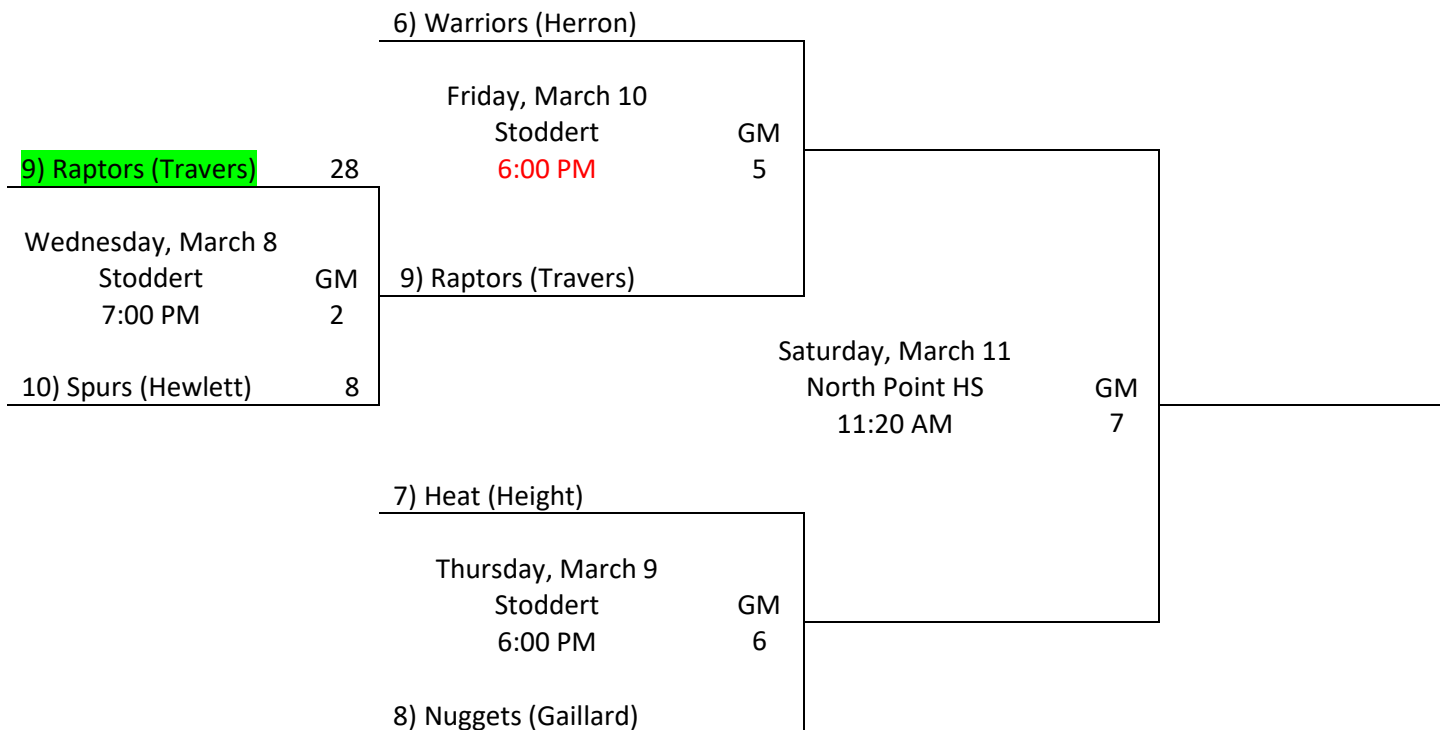 6) Warriors (Herron)
Friday, March 10
Stoddert GM
9) Raptors (Travers) 28 6:00 PM 5
Wednesday, March 8
Stoddert GM 9) Raptors (Travers)
7:00 PM 2
Saturday, March 11
10) Spurs (Hewlett) 8 North Point HS GM
11:20 AM 7
7) Heat (Height)
Thursday, March 9
Stoddert GM
6:00 PM 6
8) Nuggets (Gaillard)